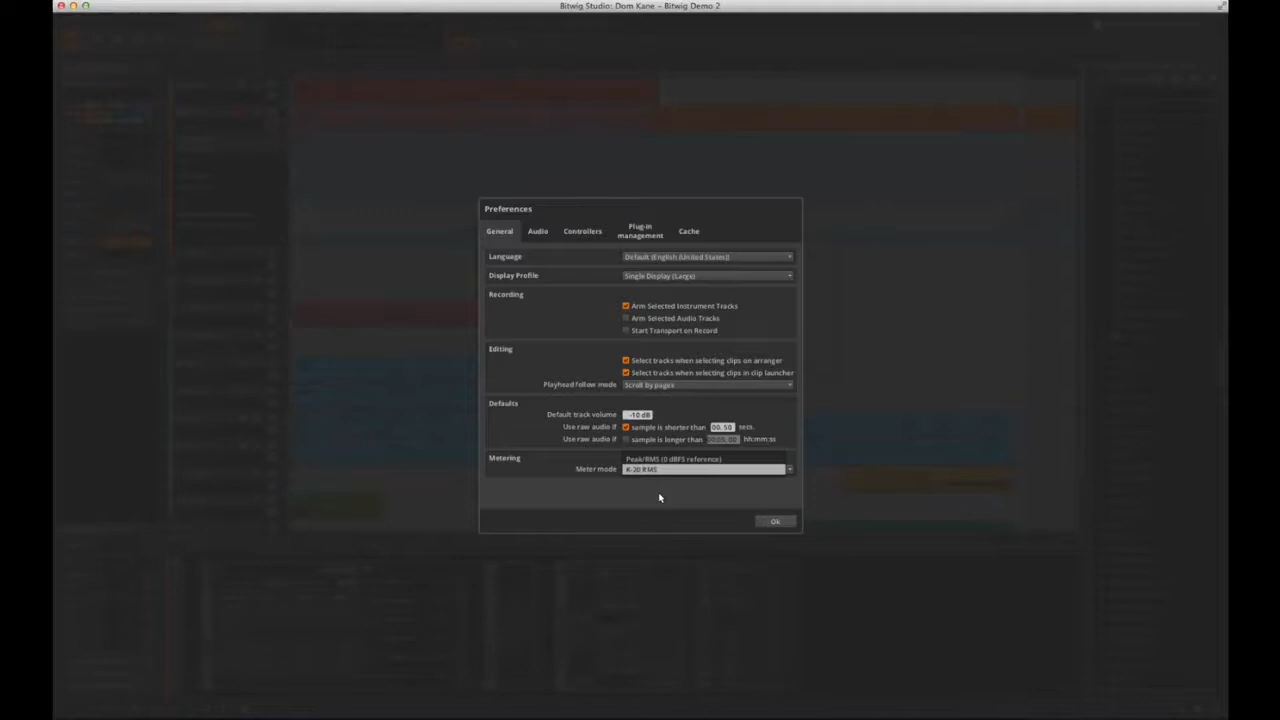 Bitwig Studio: Dom Kane – Bitwig Demo 2
Preferences
General Audio Controllers Plug-in management Cache
Language Default (English (United States))
Display Profile Single Display (Large)
Recording
Arm Selected Instrument Tracks
Arm Selected Audio Tracks
Start Transport on Record
Editing
Select tracks when selecting clips on arranger
Select tracks when selecting clips in clip launcher
Playhead follow mode Scroll by pages
Defaults
Default track volume -10 dB
Use raw audio if sample is shorter than 00.50 secs.
Use raw audio if sample is longer than 00:05:00 hh:mm:ss
Metering Peak/RMS (0 dBFS reference)
Meter mode K-20 RMS
Ok